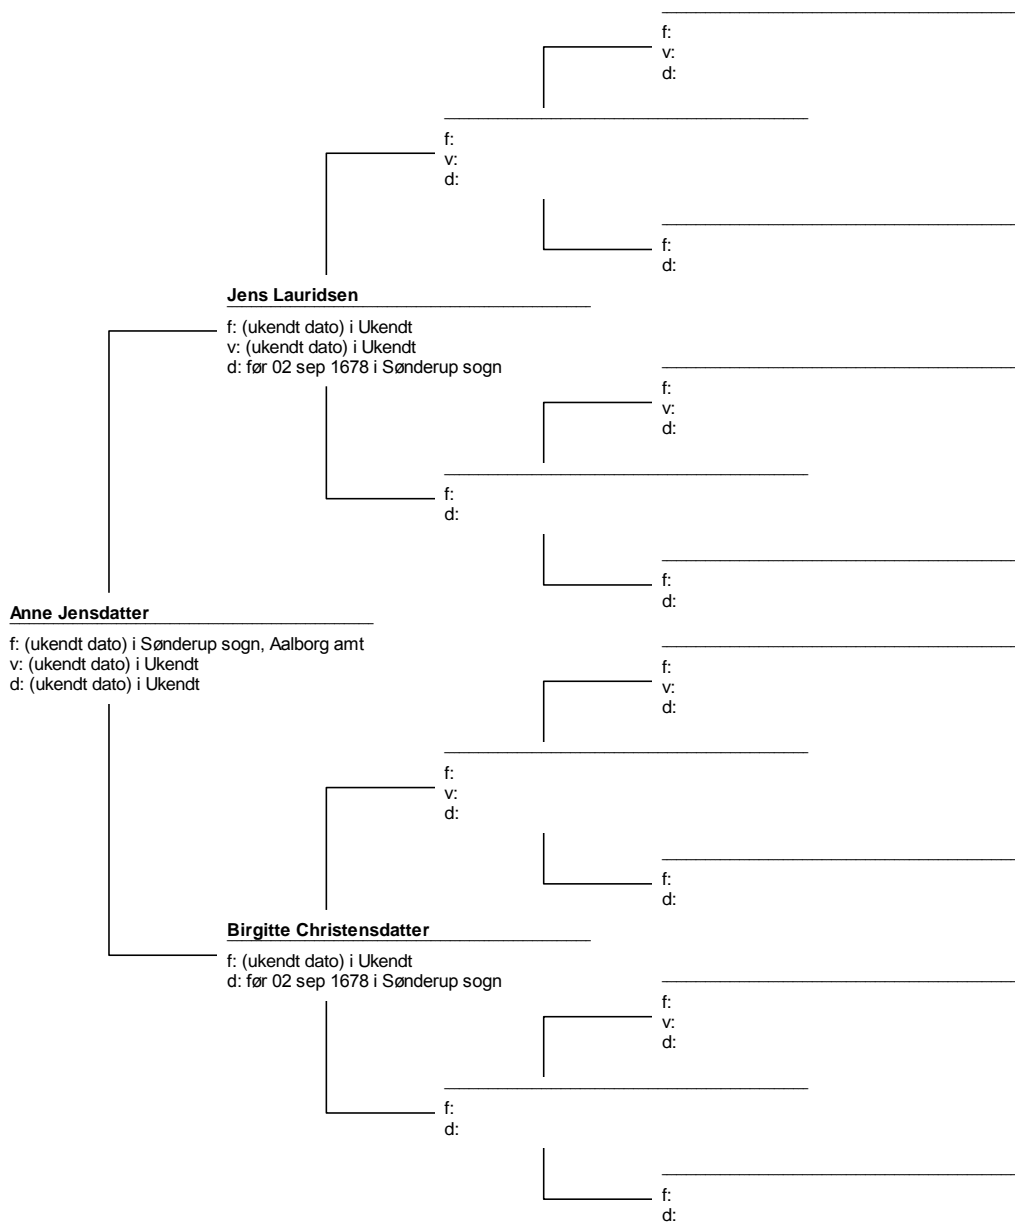 f:
v:
d:
f:
v:
d:
f:
d:
Jens Lauridsen
f: (ukendt dato) i Ukendt
v: (ukendt dato) i Ukendt
d: før 02 sep 1678 i Sønderup sogn
f:
v:
d:
f:
d:
f:
d:
Anne Jensdatter
f: (ukendt dato) i Sønderup sogn, Aalborg amt
v: (ukendt dato) i Ukendt
d: (ukendt dato) i Ukendt
f:
v:
d:
f:
v:
d:
f:
d:
Birgitte Christensdatter
f: (ukendt dato) i Ukendt
d: før 02 sep 1678 i Sønderup sogn
f:
v:
d:
f:
d:
f:
d: